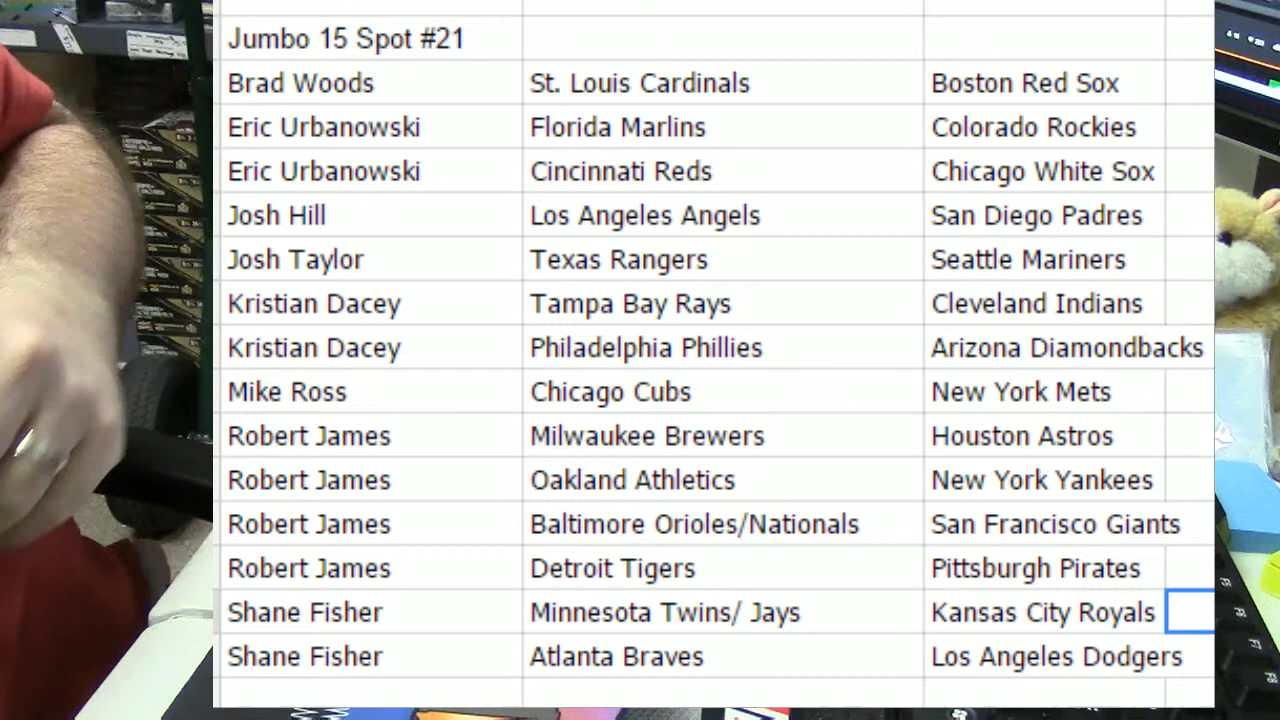 Jumbo 15 Spot #21
Brad Woods St. Louis Cardinals Boston Red Sox
Eric Urbanowski Florida Marlins Colorado Rockies
Eric Urbanowski Cincinnati Reds Chicago White Sox
Josh Hill Los Angeles Angels San Diego Padres
Josh Taylor Texas Rangers Seattle Mariners
Kristian Dacey Tampa Bay Rays Cleveland Indians
Kristian Dacey Philadelphia Phillies Arizona Diamondbacks
Mike Ross Chicago Cubs New York Mets
Robert James Milwaukee Brewers Houston Astros
Robert James Oakland Athletics New York Yankees
Robert James Baltimore Orioles/Nationals San Francisco Giants
Robert James Detroit Tigers Pittsburgh Pirates
Shane Fisher Minnesota Twins/ Jays Kansas City Royals
Shane Fisher Atlanta Braves Los Angeles Dodgers
F5
F6
F7
F8